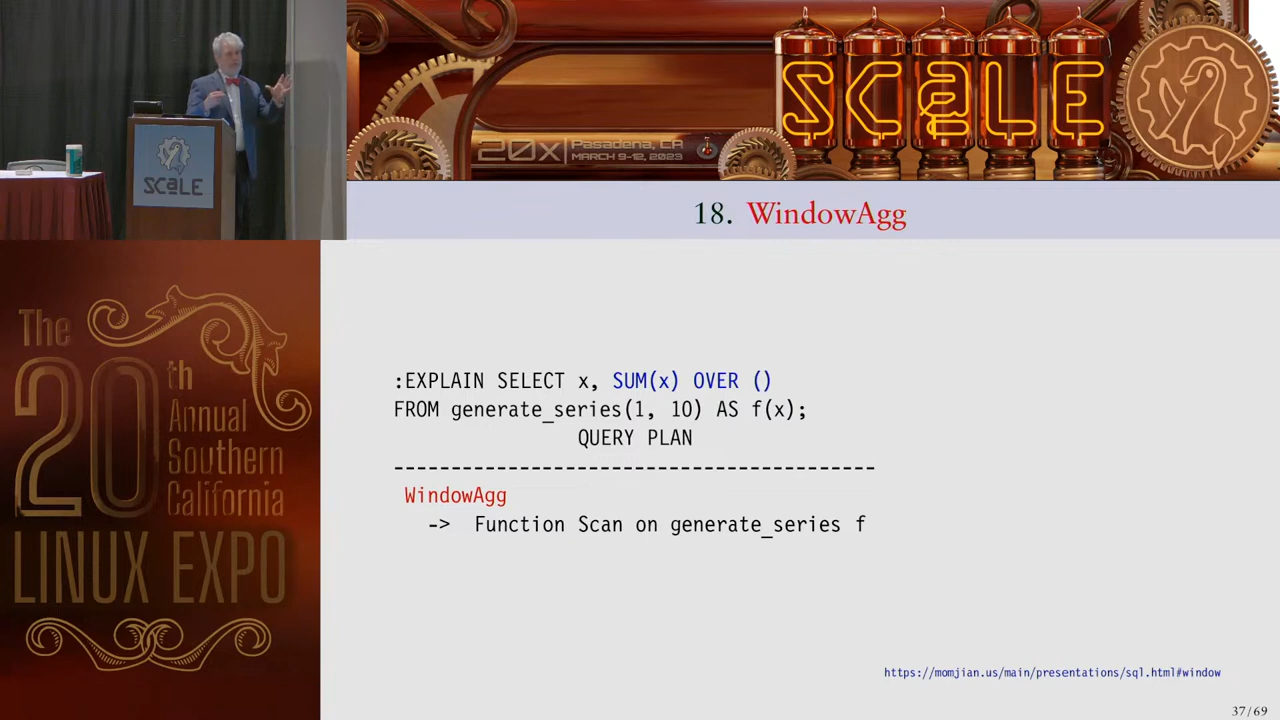 SCaLE
SCaLE
20x
Pasadena, CA
MARCH 9-12, 2023
18. WindowAgg
The
20th
Annual
Southern
California
LINUX EXPO
:EXPLAIN SELECT x, SUM(x) OVER ()
FROM generate_series(1, 10) AS f(x);
QUERY PLAN
------------------------------------------
WindowAgg
-> Function Scan on generate_series f
https://momjian.us/main/presentations/sql.html#window
37/69